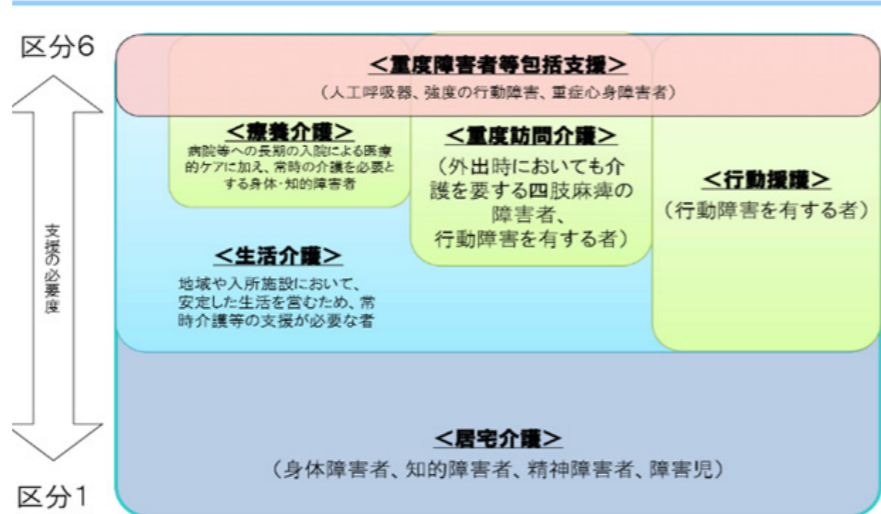 区分6
支援の必要度
区分1
＜重度障害者等包括支援＞
（人工呼吸器、強度の行動障害、重症心身障害者）
＜療養介護＞
病院等への長期の入院による医療
的ケアに加え、常時の介護を必要と
する身体・知的障害者
＜重度訪問介護＞
（外出時においても介
護を要する四肢麻痺の
障害者、
行動障害を有する者）
＜行動援護＞
（行動障害を有する者）
＜生活介護＞
地域や入所施設において、
安定した生活を営むため、常
時介護等の支援が必要な者
＜居宅介護＞
（身体障害者、知的障害者、精神障害者、障害児）